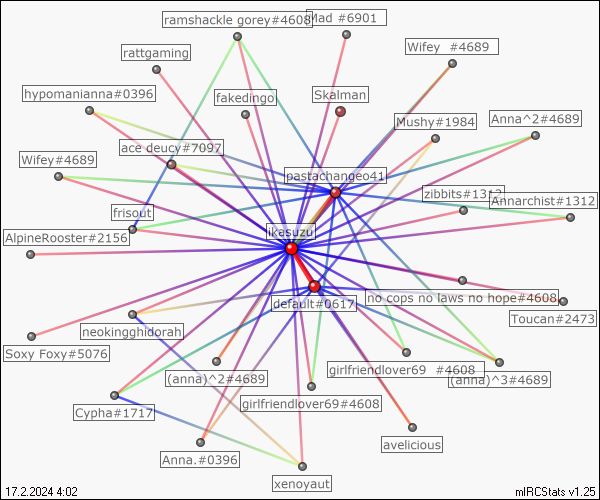 ramshackle gorey#4608
Mad #6901
Wifey  #4689
rattgaming
hypomanianna#0396
fakedingo
Skalman
Mushy#1984
Anna^2#4689
ace deucy#7097
Wifey#4689
pastachangeo41
zibbits#1312
Annarchist#1312
frisout
ikasuzu
AlpineRooster#2156
default#0617
no cops no laws no hope#4608
Toucan#2473
neokingghidorah
Soxy Foxy#5076
(anna)^2#4689
girlfriendlover69  #4608
(anna)^3#4689
girlfriendlover69#4608
Cypha#1717
avelicious
Anna.#0396
xenoyaut
17.2.2024 4:02
mIRCStats v1.25